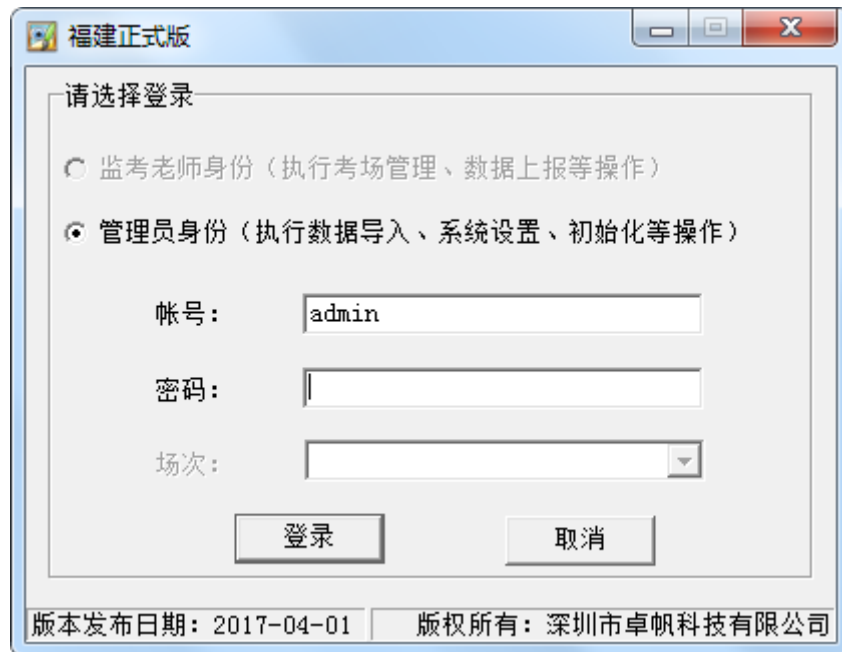 福建正式版
请选择登录
监考老师身份（执行考场管理、数据上报等操作）
管理员身份（执行数据导入、系统设置、初始化等操作）
帐号： admin
密码：
场次：
登录 取消
版本发布日期：2017-04-01 版权所有：深圳市卓帆科技有限公司